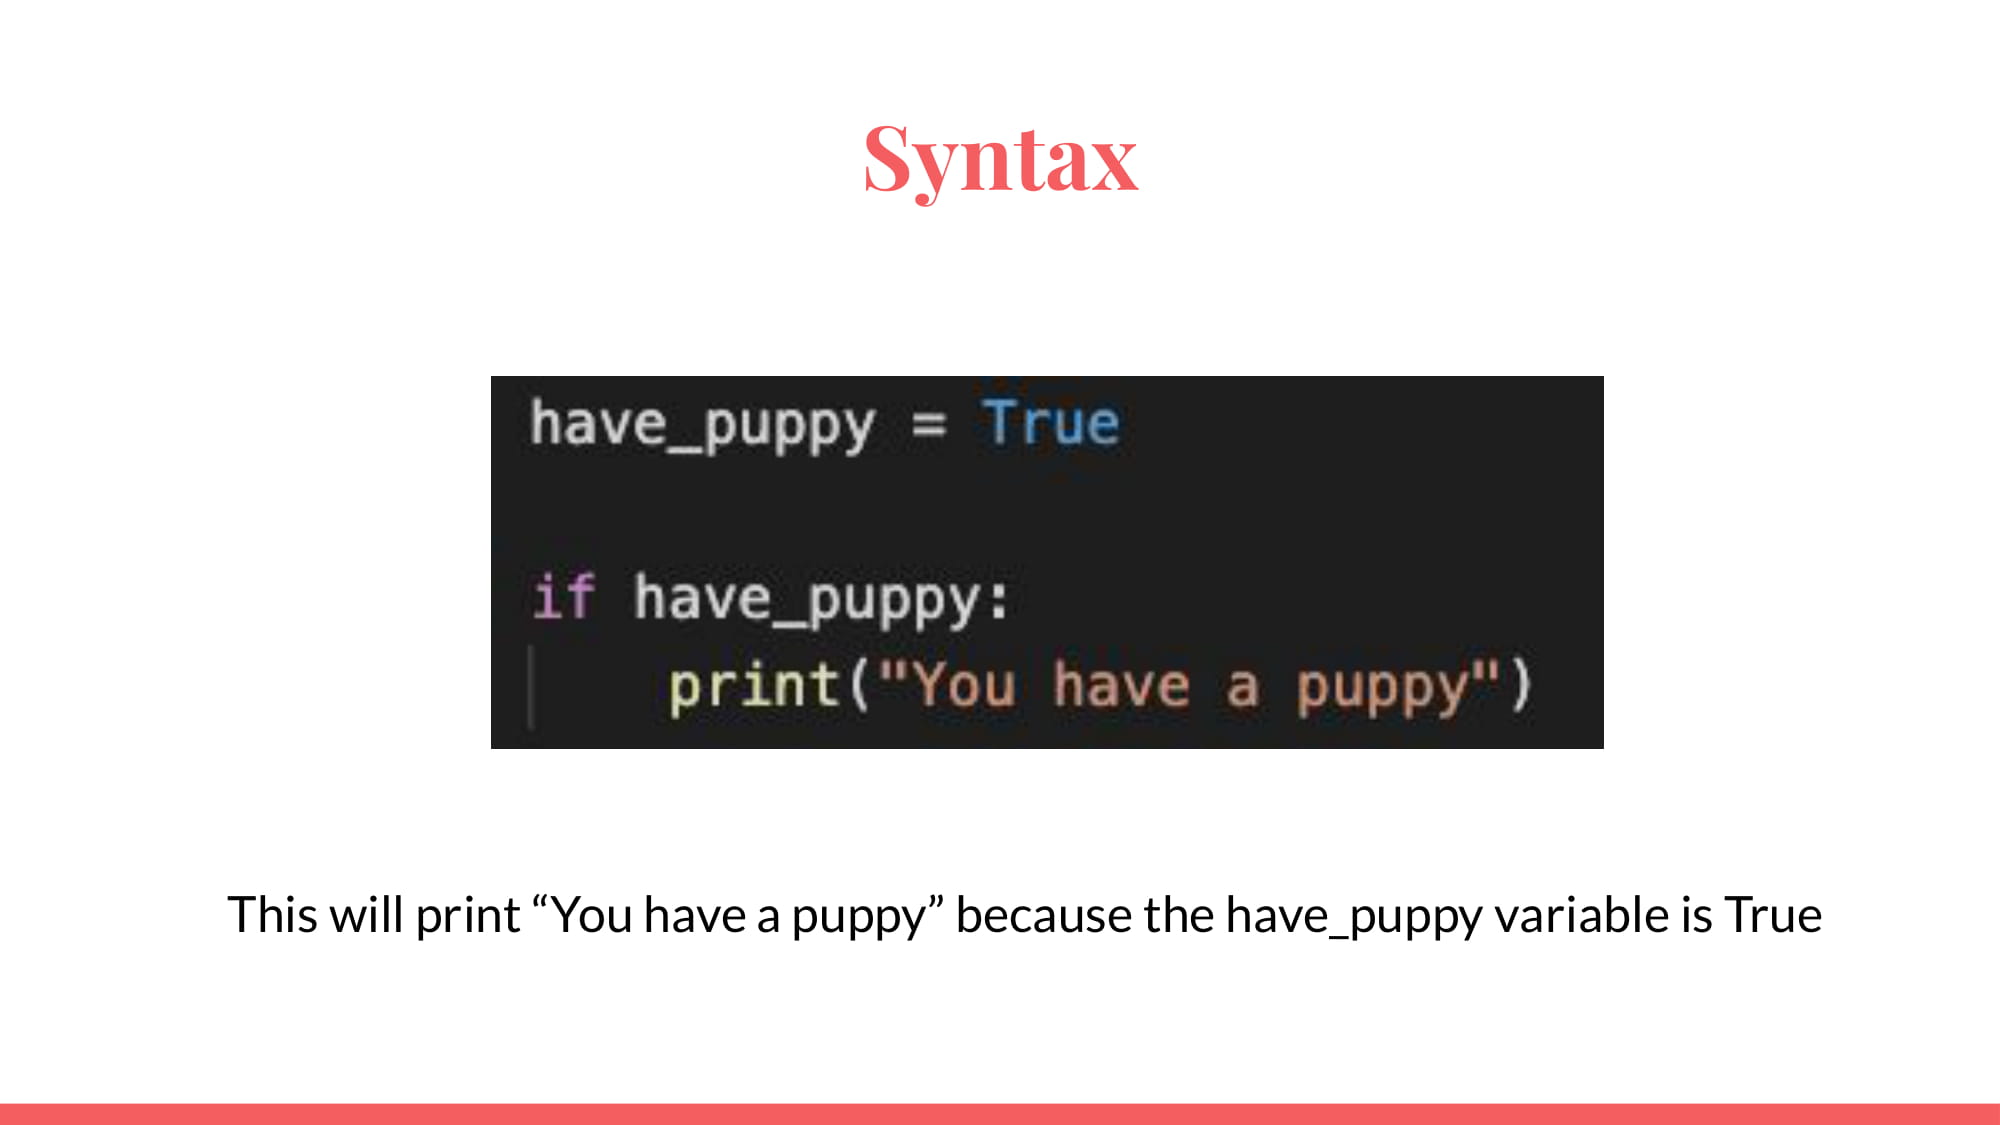 Syntax
have_puppy = True
if have_puppy:
    print("You have a puppy")
This will print “You have a puppy” because the have_puppy variable is True